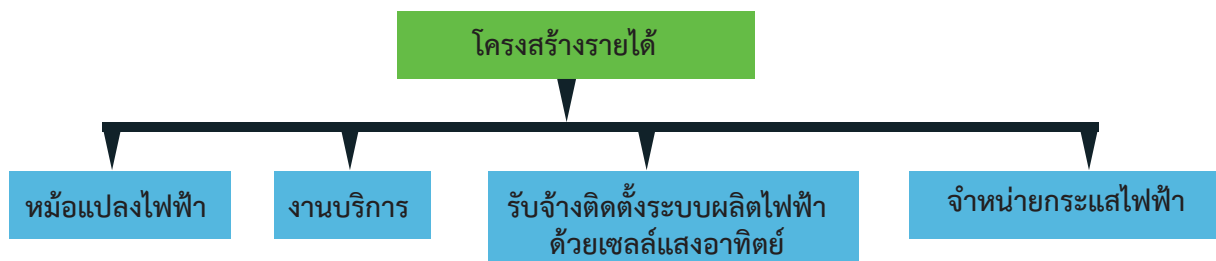 โครงสร้างรายได้
หม้อแปลงไฟฟ้า
งานบริการ
รับจ้างติดตั้งระบบผลิตไฟฟ้า
ด้วยเซลล์แสงอาทิตย์
จำหน่ายกระแสไฟฟ้า